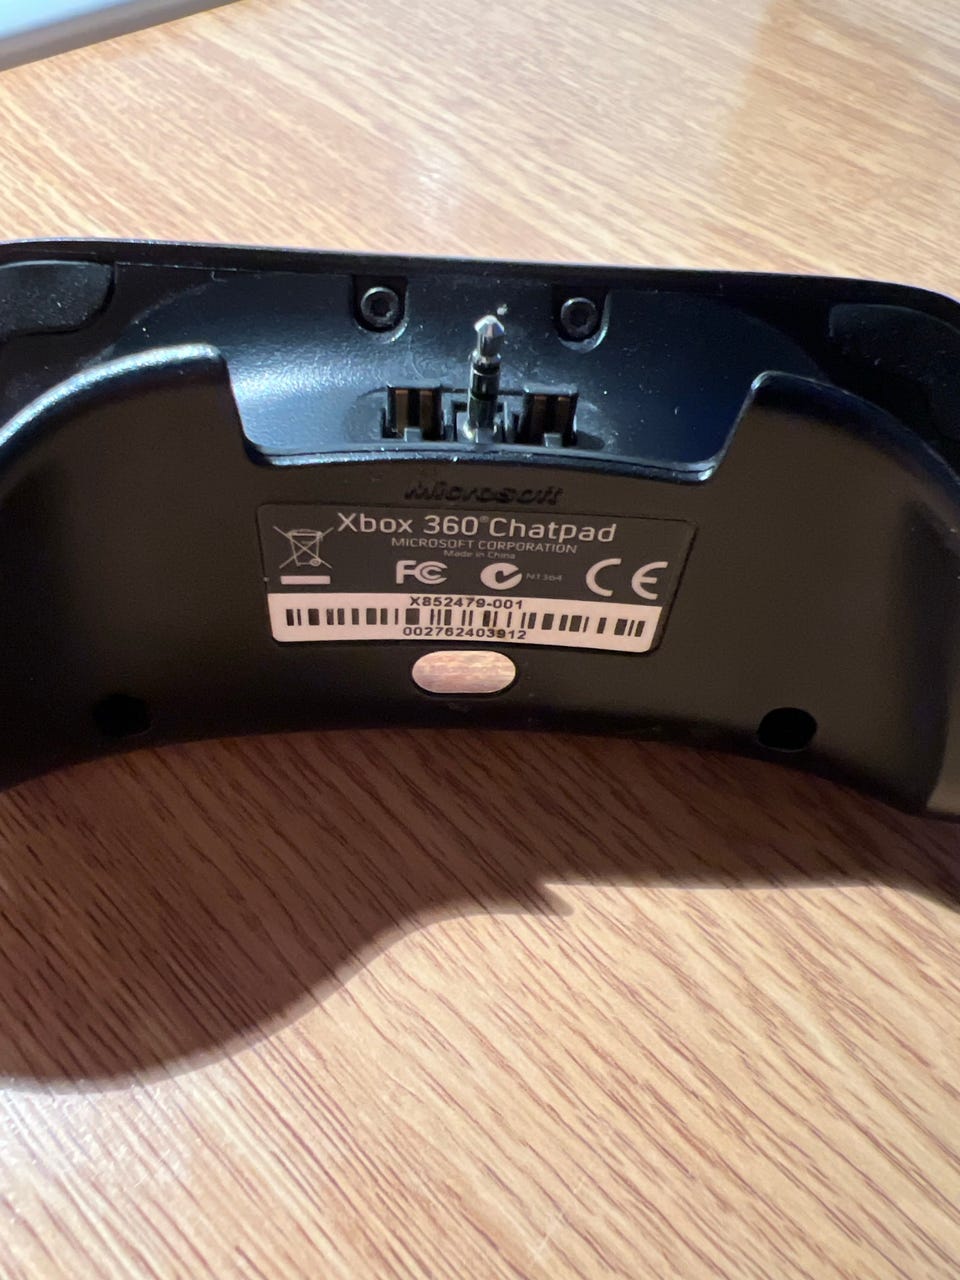 Microsoft
Xbox 360® Chatpad
MICROSOFT CORPORATION
Made in China
FC CE
N1364
X852479-001
002762403912